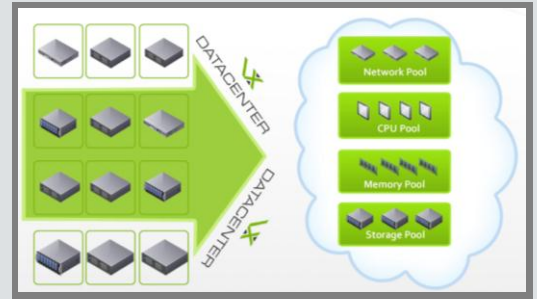 DATACENTER
DATACENTER
Network Pool
CPU Pool
Memory Pool
Storage Pool